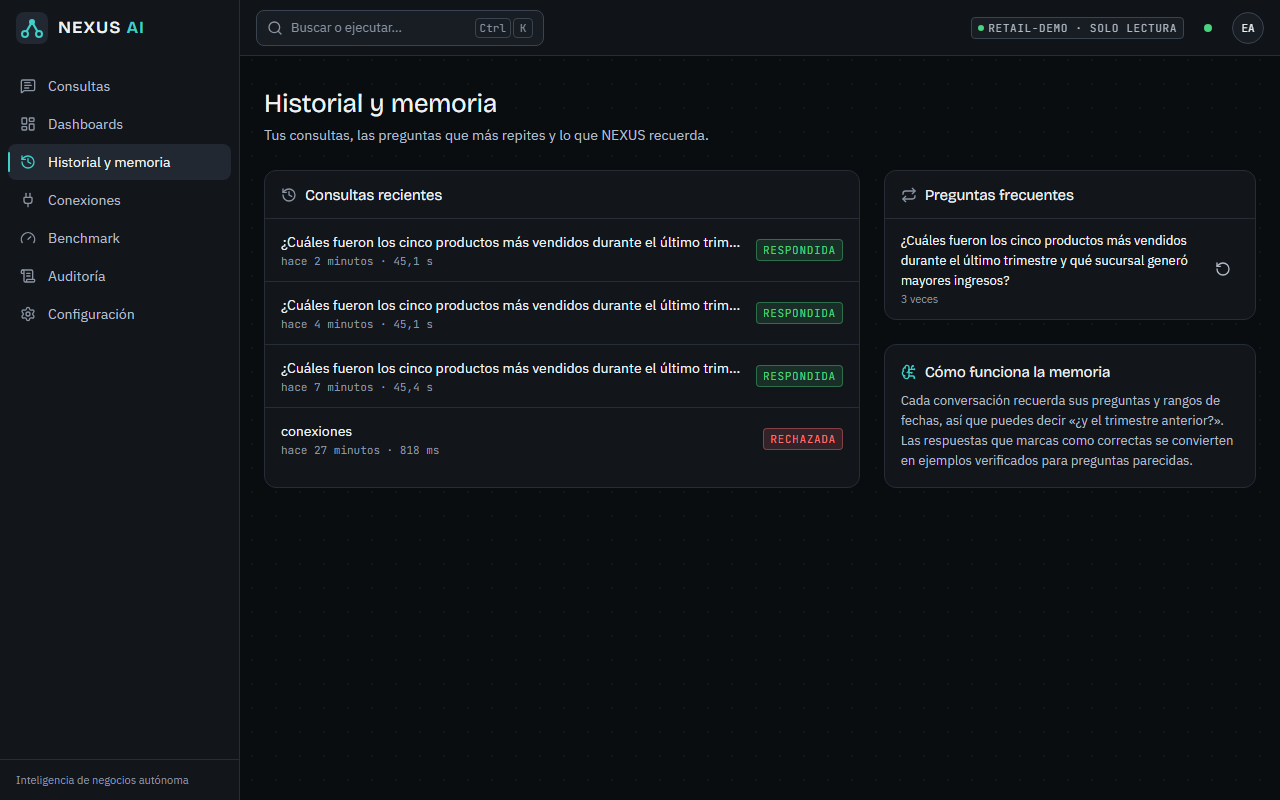 NEXUS AI
Buscar o ejecutar...
Ctrl K
RETAIL-DEMO · SOLO LECTURA
EA
Consultas
Dashboards
Historial y memoria
Conexiones
Benchmark
Auditoría
Configuración
Inteligencia de negocios autónoma
Historial y memoria
Tus consultas, las preguntas que más repites y lo que NEXUS recuerda.
Consultas recientes
¿Cuáles fueron los cinco productos más vendidos durante el último trim...
hace 2 minutos · 45,1 s
RESPONDIDA
¿Cuáles fueron los cinco productos más vendidos durante el último trim...
hace 4 minutos · 45,1 s
RESPONDIDA
¿Cuáles fueron los cinco productos más vendidos durante el último trim...
hace 7 minutos · 45,4 s
RESPONDIDA
conexiones
hace 27 minutos · 818 ms
RECHAZADA
Preguntas frecuentes
¿Cuáles fueron los cinco productos más vendidos
durante el último trimestre y qué sucursal generó
mayores ingresos?
3 veces
Cómo funciona la memoria
Cada conversación recuerda sus preguntas y rangos de
fechas, así que puedes decir «¿y el trimestre anterior?».
Las respuestas que marcas como correctas se convierten
en ejemplos verificados para preguntas parecidas.